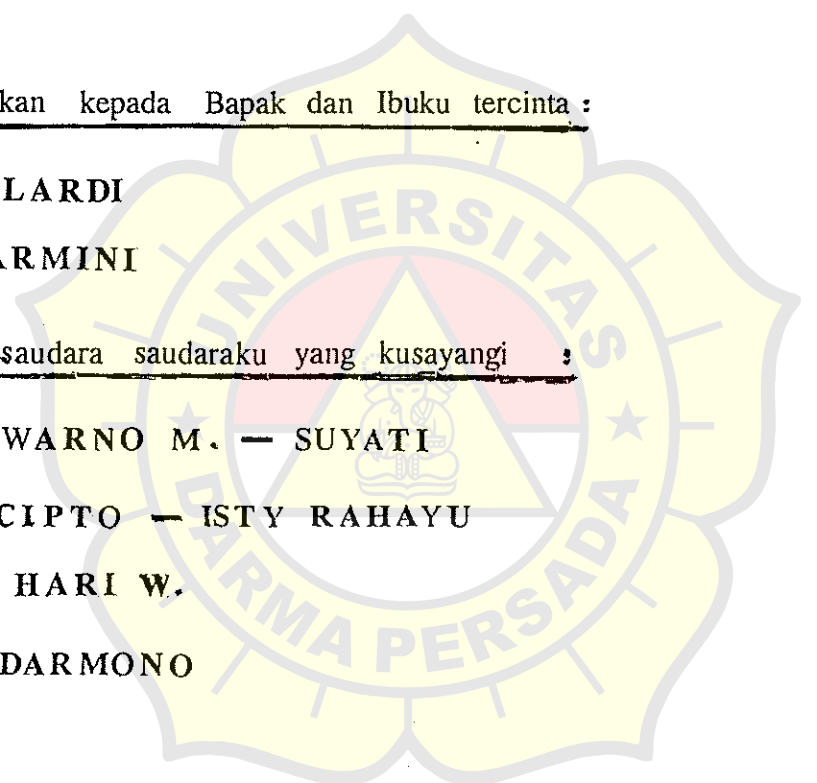 kan kepada Bapak dan Ibuku tercinta :
LARDI
ARMINI
saudara saudaraku yang kusayangi :
WARNO M. — SUYATI
CIPTO — ISTY RAHAYU
HARI W.
DARMONO
UNIVERSITAS
DARMA PERSADA